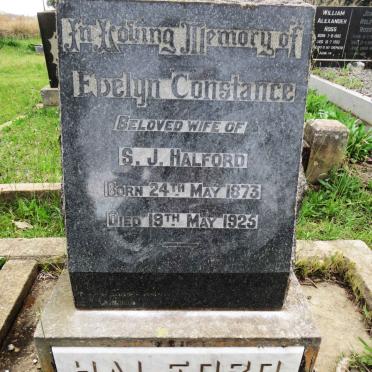 In Loving Memory of
Evelyn Constance
Beloved wife of
S. J. Halford
Born 24th May 1873
Died 19th May 1925
HALFORD
William
Alexander
Ross